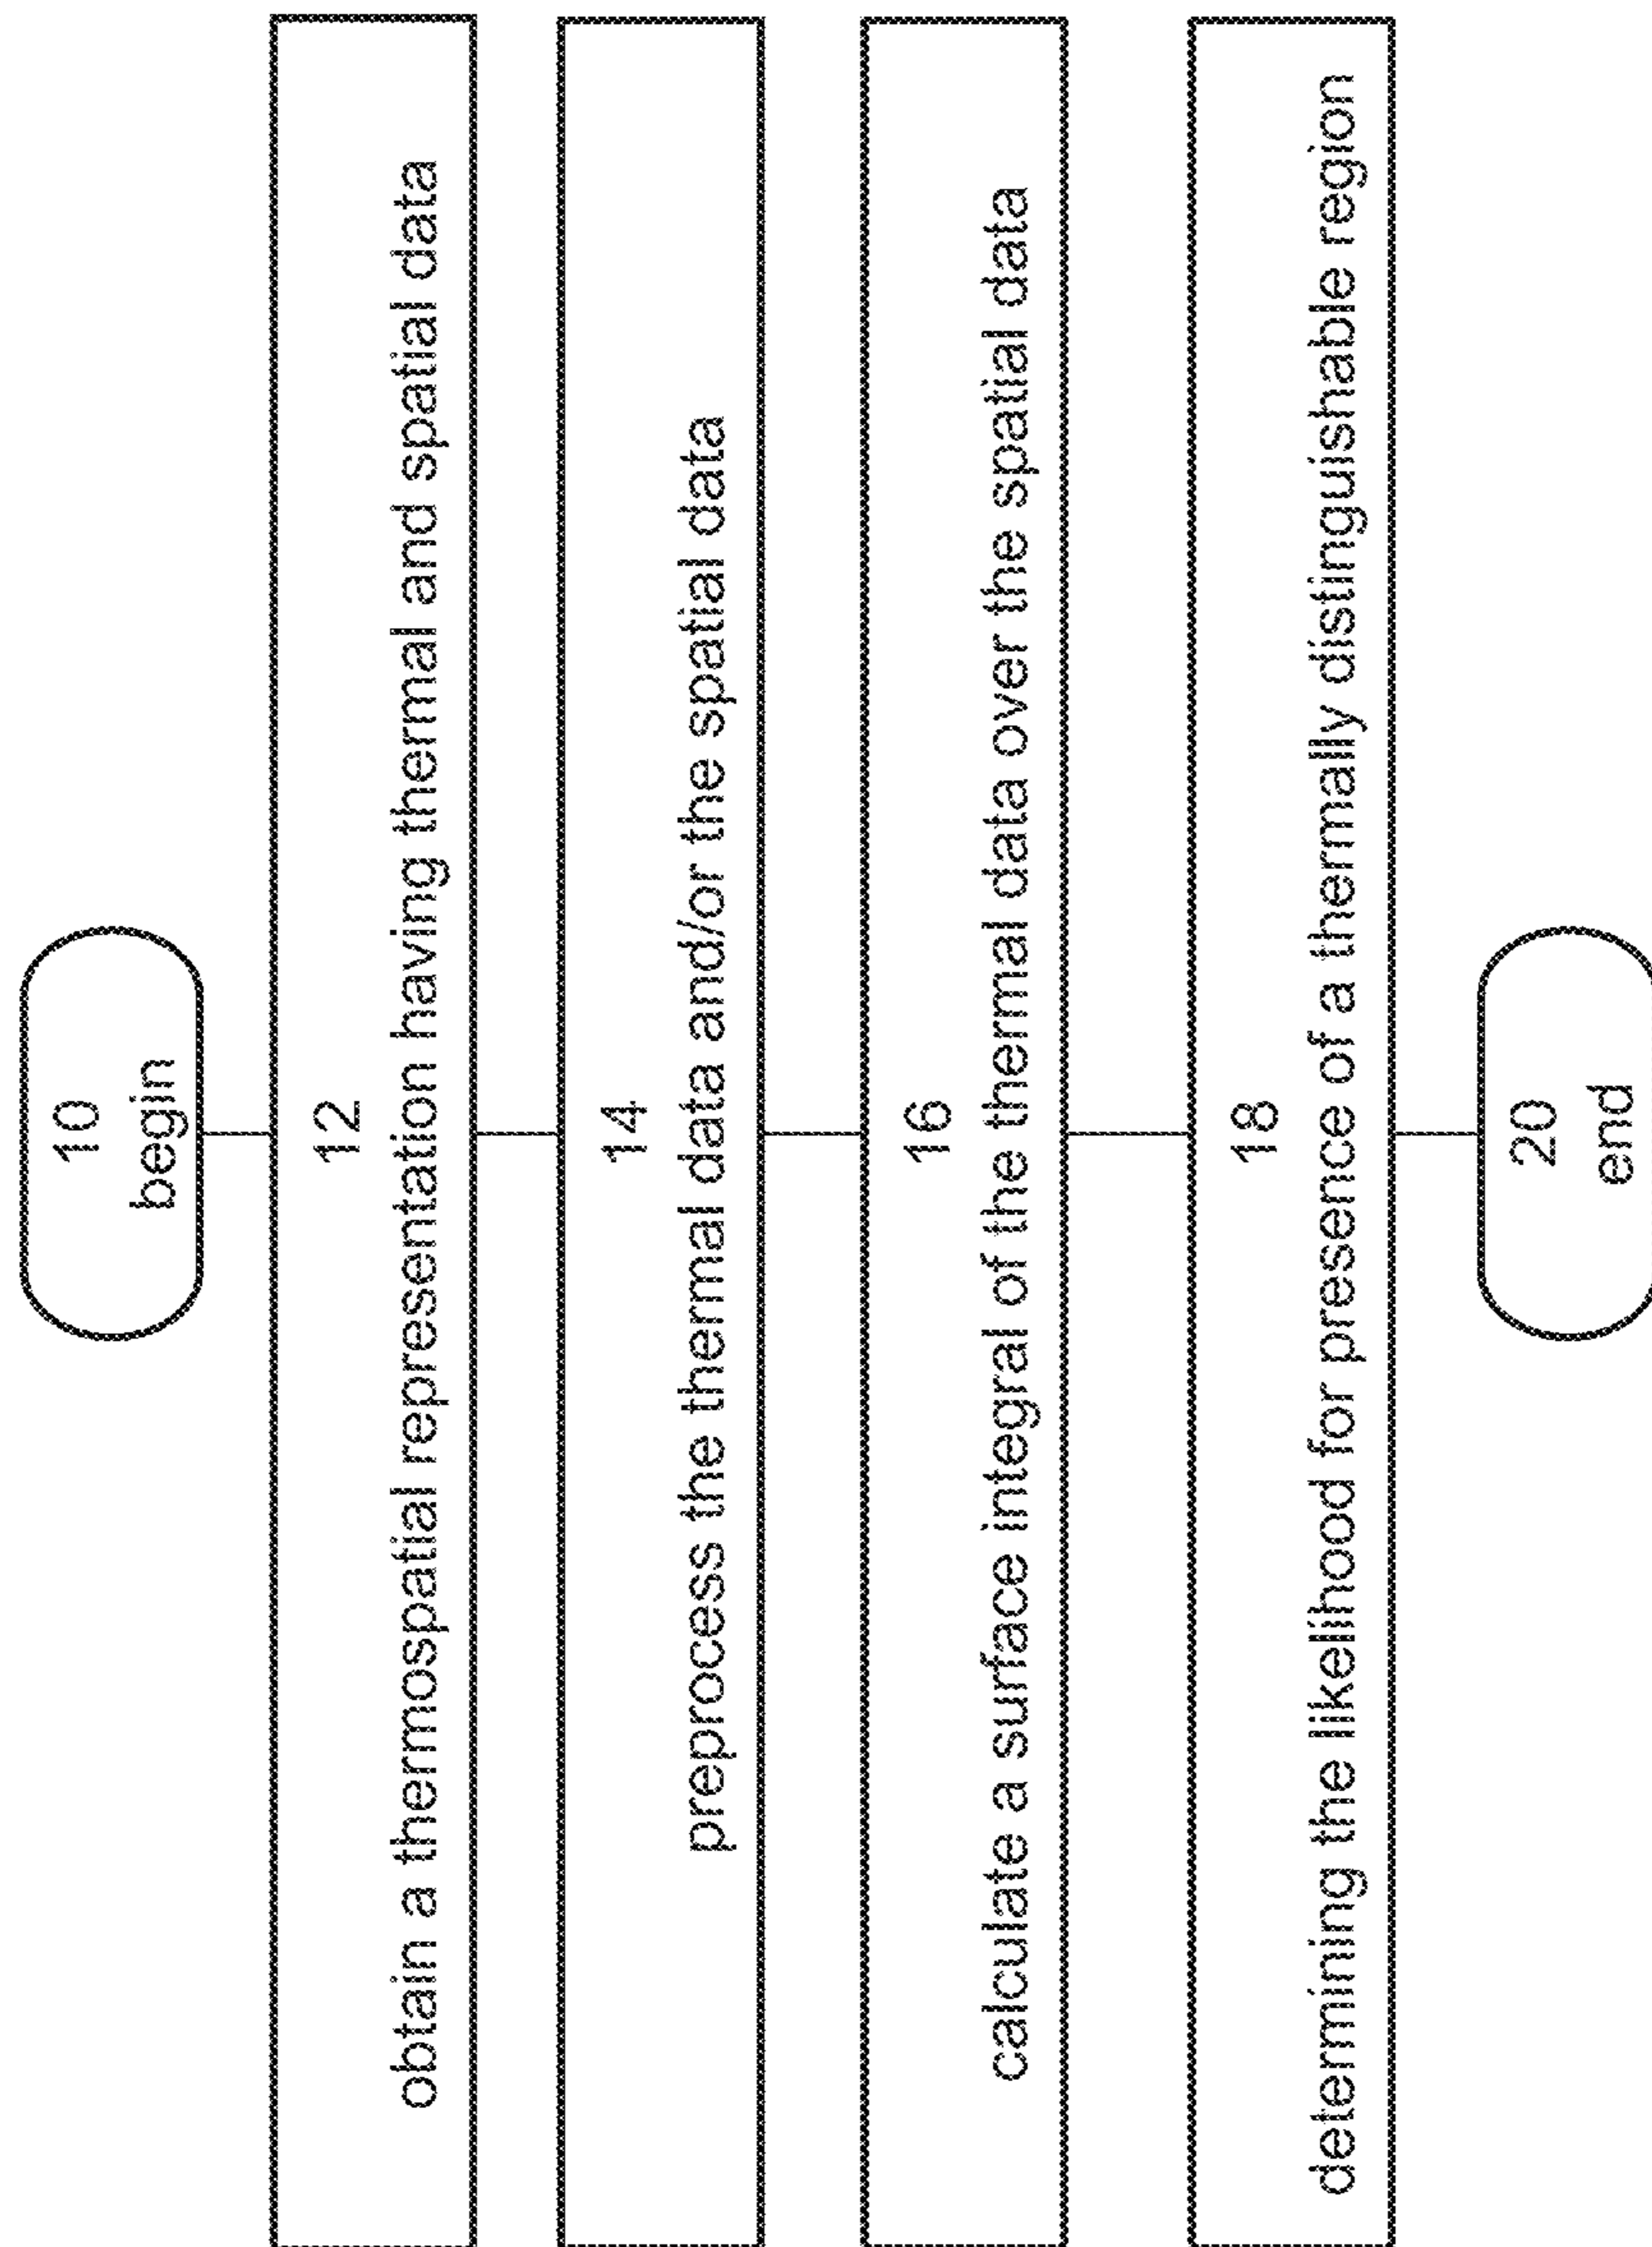 10
begin
12
obtain a thermospatial representation having thermal and spatial data
14
preprocess the thermal data and/or the spatial data
16
calculate a surface integral of the thermal data over the spatial data
18
determining the likelihood for presence of a thermally distinguishable region
20
end